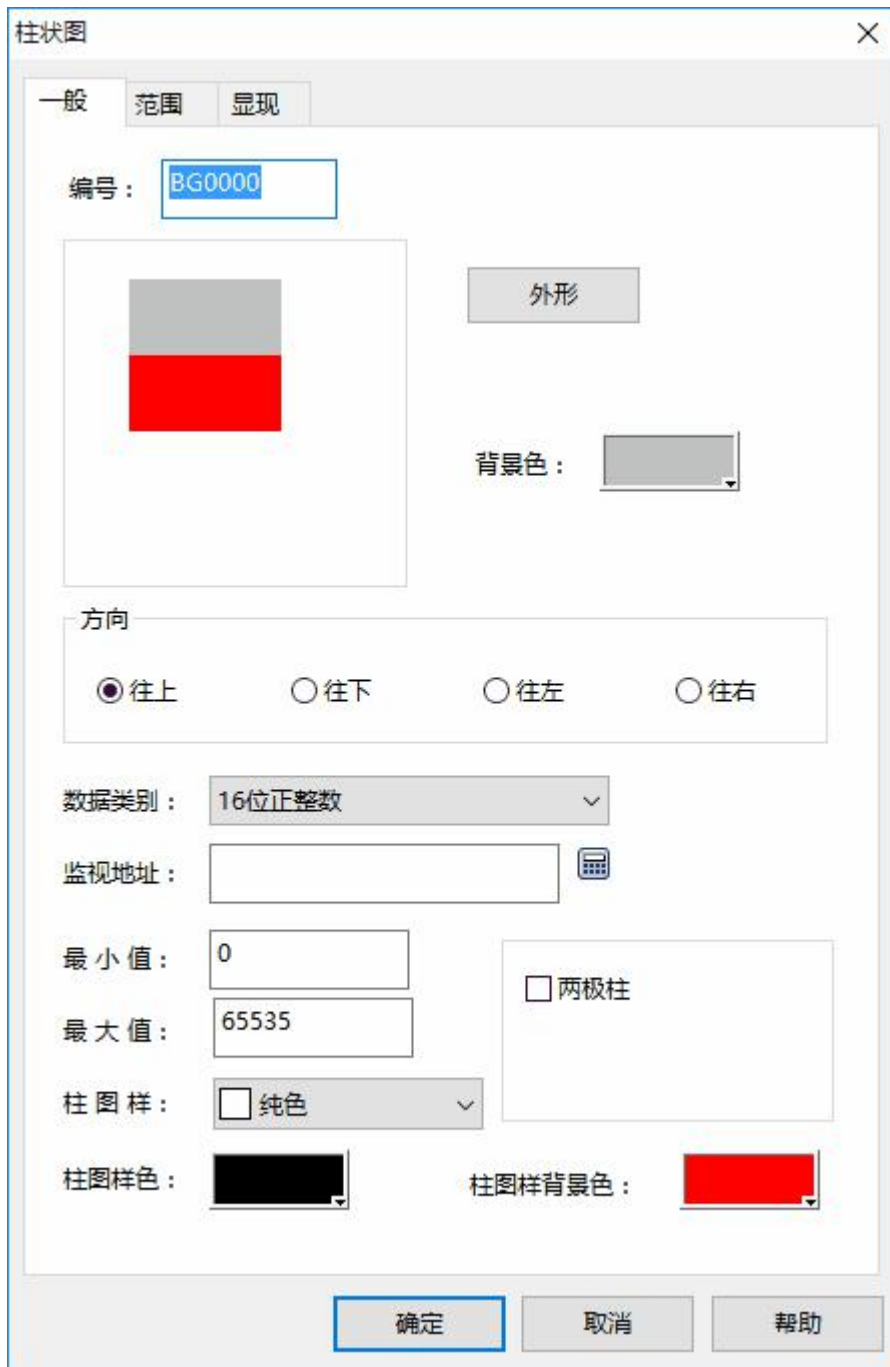 柱状图
一般 范围 显现
编号： BG0000
外形
背景色：
方向
往上 往下 往左 往右
数据类别： 16位正整数
监视地址：
最小值： 0
两极柱
最大值： 65535
柱图样： 纯色
柱图样色： 柱图样背景色：
确定 取消 帮助